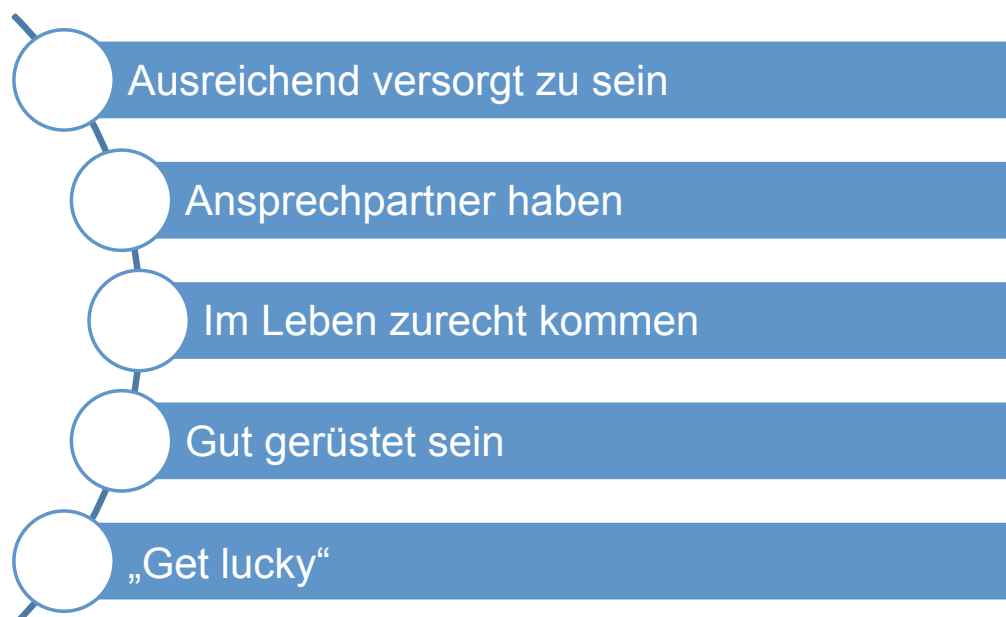 Ausreichend versorgt zu sein
Ansprechpartner haben
Im Leben zurecht kommen
Gut gerüstet sein
„Get lucky“